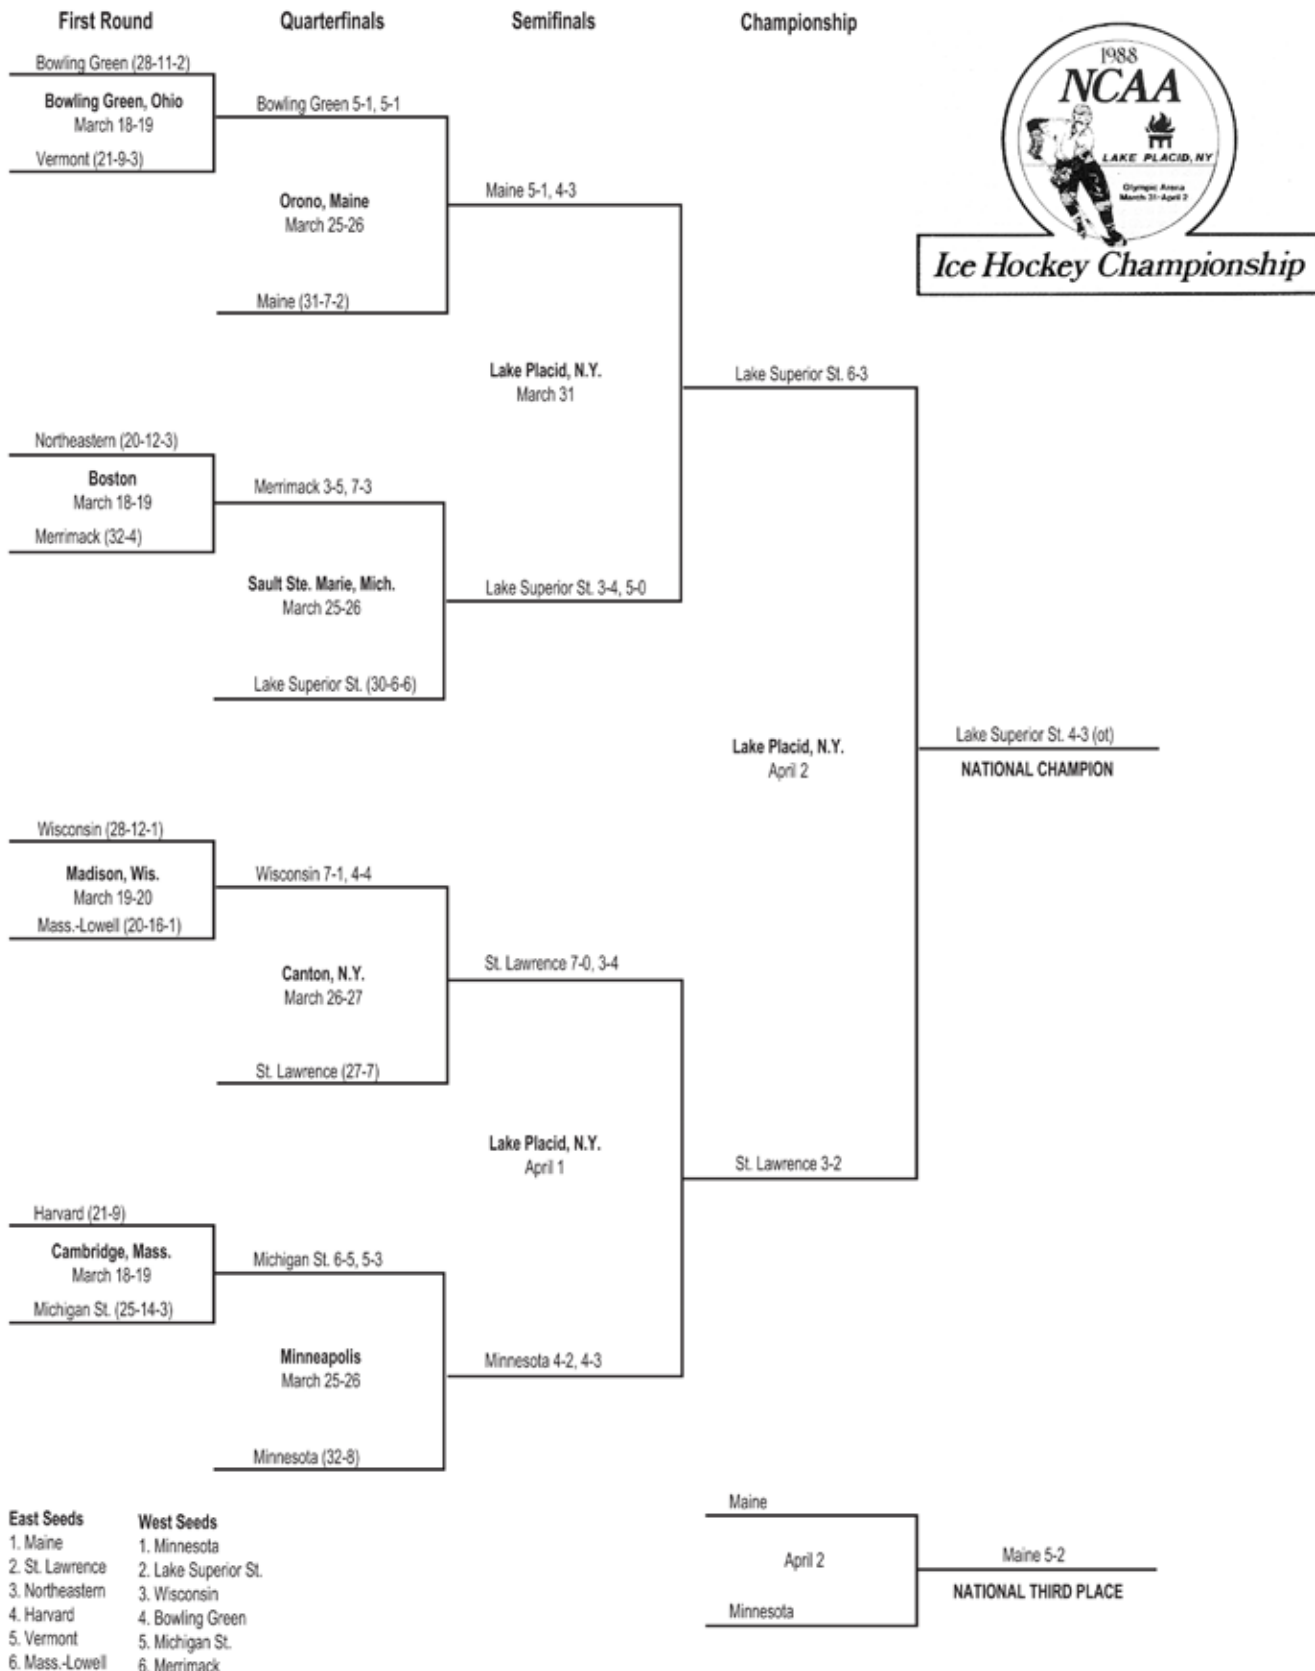 First Round
Quarterfinals
Semifinals
Championship
1988
NCAA
LAKE PLACID, NY
Olympic Arena
March 31-April 2
Ice Hockey Championship
Bowling Green (28-11-2)
Bowling Green, Ohio
March 18-19
Vermont (21-9-3)
Bowling Green 5-1, 5-1
Orono, Maine
March 25-26
Maine (31-7-2)
Maine 5-1, 4-3
Lake Placid, N.Y.
March 31
Lake Superior St. 6-3
Northeastern (20-12-3)
Boston
March 18-19
Merrimack (32-4)
Merrimack 3-5, 7-3
Sault Ste. Marie, Mich.
March 25-26
Lake Superior St. (30-6-6)
Lake Superior St. 3-4, 5-0
Lake Placid, N.Y.
April 2
Lake Superior St. 4-3 (ot)
NATIONAL CHAMPION
Wisconsin (28-12-1)
Madison, Wis.
March 19-20
Mass.-Lowell (20-16-1)
Wisconsin 7-1, 4-4
Canton, N.Y.
March 26-27
St. Lawrence (27-7)
St. Lawrence 7-0, 3-4
Lake Placid, N.Y.
April 1
St. Lawrence 3-2
Harvard (21-9)
Cambridge, Mass.
March 18-19
Michigan St. (25-14-3)
Michigan St. 6-5, 5-3
Minneapolis
March 25-26
Minnesota (32-8)
Minnesota 4-2, 4-3
East Seeds
1. Maine
2. St. Lawrence
3. Northeastern
4. Harvard
5. Vermont
6. Mass.-Lowell
West Seeds
1. Minnesota
2. Lake Superior St.
3. Wisconsin
4. Bowling Green
5. Michigan St.
6. Merrimack
Maine
April 2
Minnesota
Maine 5-2
NATIONAL THIRD PLACE